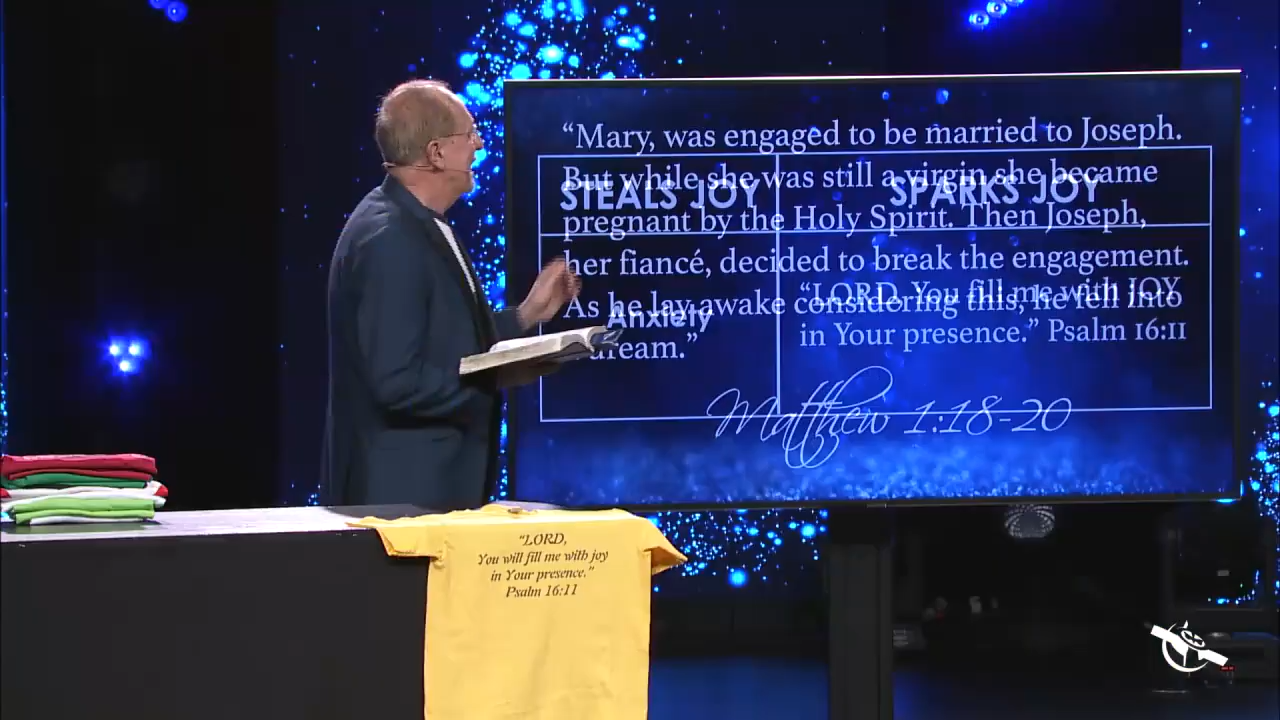 “Mary, was engaged to be married to Joseph.
But while she was still a virgin she became
pregnant by the Holy Spirit. Then Joseph,
her fiancé, decided to break the engagement.
As he lay awake considering this, he fell into
dream.”
Matthew 1:18-20
STEALS JOY
SPARKS JOY
Anxiety
“LORD, You fill me with JOY
in Your presence.” Psalm 16:11
“LORD,
You will fill me with joy
in Your presence.”
Psalm 16:11